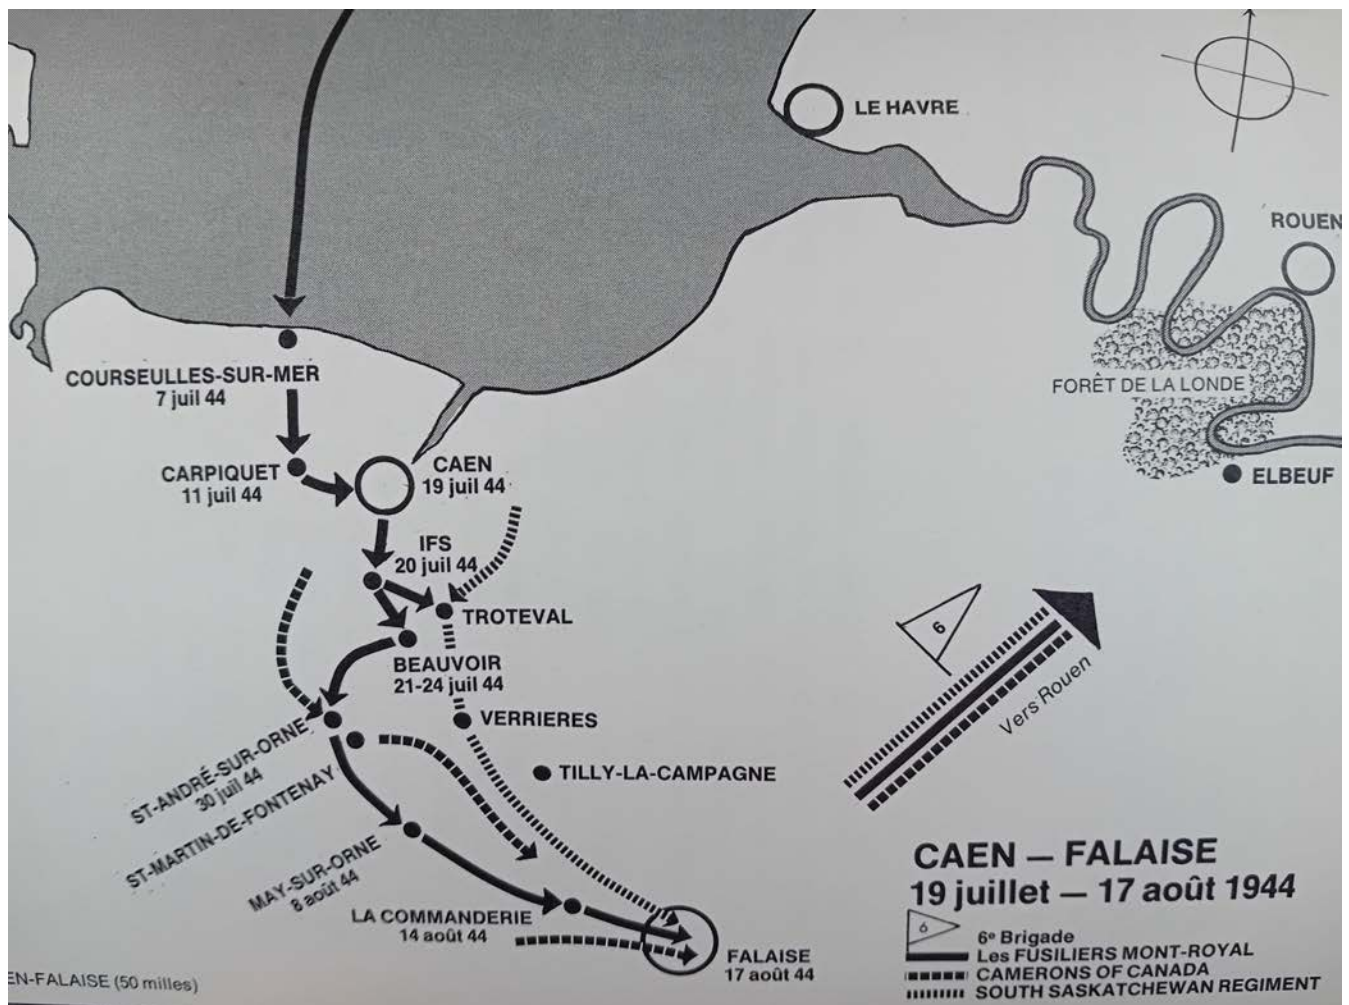 LE HAVRE
ROUEN
COURSEULLES-SUR-MER
7 juil 44
FORÊT DE LA LONDE
CARPIQUET
11 juil 44
CAEN
19 juil 44
ELBEUF
IFS
20 juil 44
TROTEVAL
6
BEAUVOIR
21-24 juil 44
Vers Rouen
VERRIERES
ST-ANDRÉ-SUR-ORNE
30 juil 44
TILLY-LA-CAMPAGNE
ST-MARTIN-DE-FONTENAY
MAY-SUR-ORNE
8 août 44
LA COMMANDERIE
14 août 44
FALAISE
17 août 44
CAEN — FALAISE
19 juillet — 17 août 1944
6
6e Brigade
Les FUSILIERS MONT-ROYAL
CAMERONS OF CANADA
SOUTH SASKATCHEWAN REGIMENT
EN-FALAISE (50 milles)